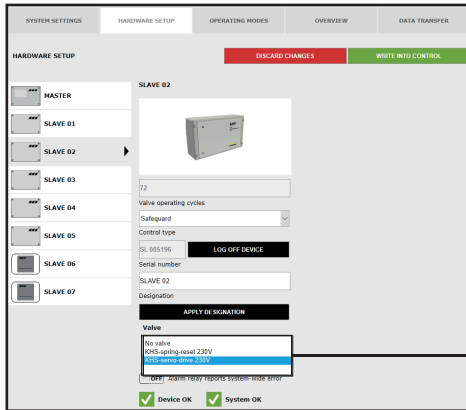 SYSTEM SETTINGS
HARDWARE SETUP
OPERATING MODES
OVERVIEW
DATA TRANSFER
HARDWARE SETUP
DISCARD CHANGES
WRITE INTO CONTROL
MASTER
SLAVE 01
SLAVE 02
SLAVE 03
SLAVE 04
SLAVE 05
SLAVE 06
SLAVE 07
SLAVE 02
72
Valve operating cycles
Safeguard
Control type
SL 005196
LOG OFF DEVICE
Serial number
SLAVE 02
Designation
APPLY DESIGNATION
Valve
No valve
KHS-spring-reset 230V
KHS-servo-drive 230V
OFF Alarm relay reports system-wide error
Device OK
System OK